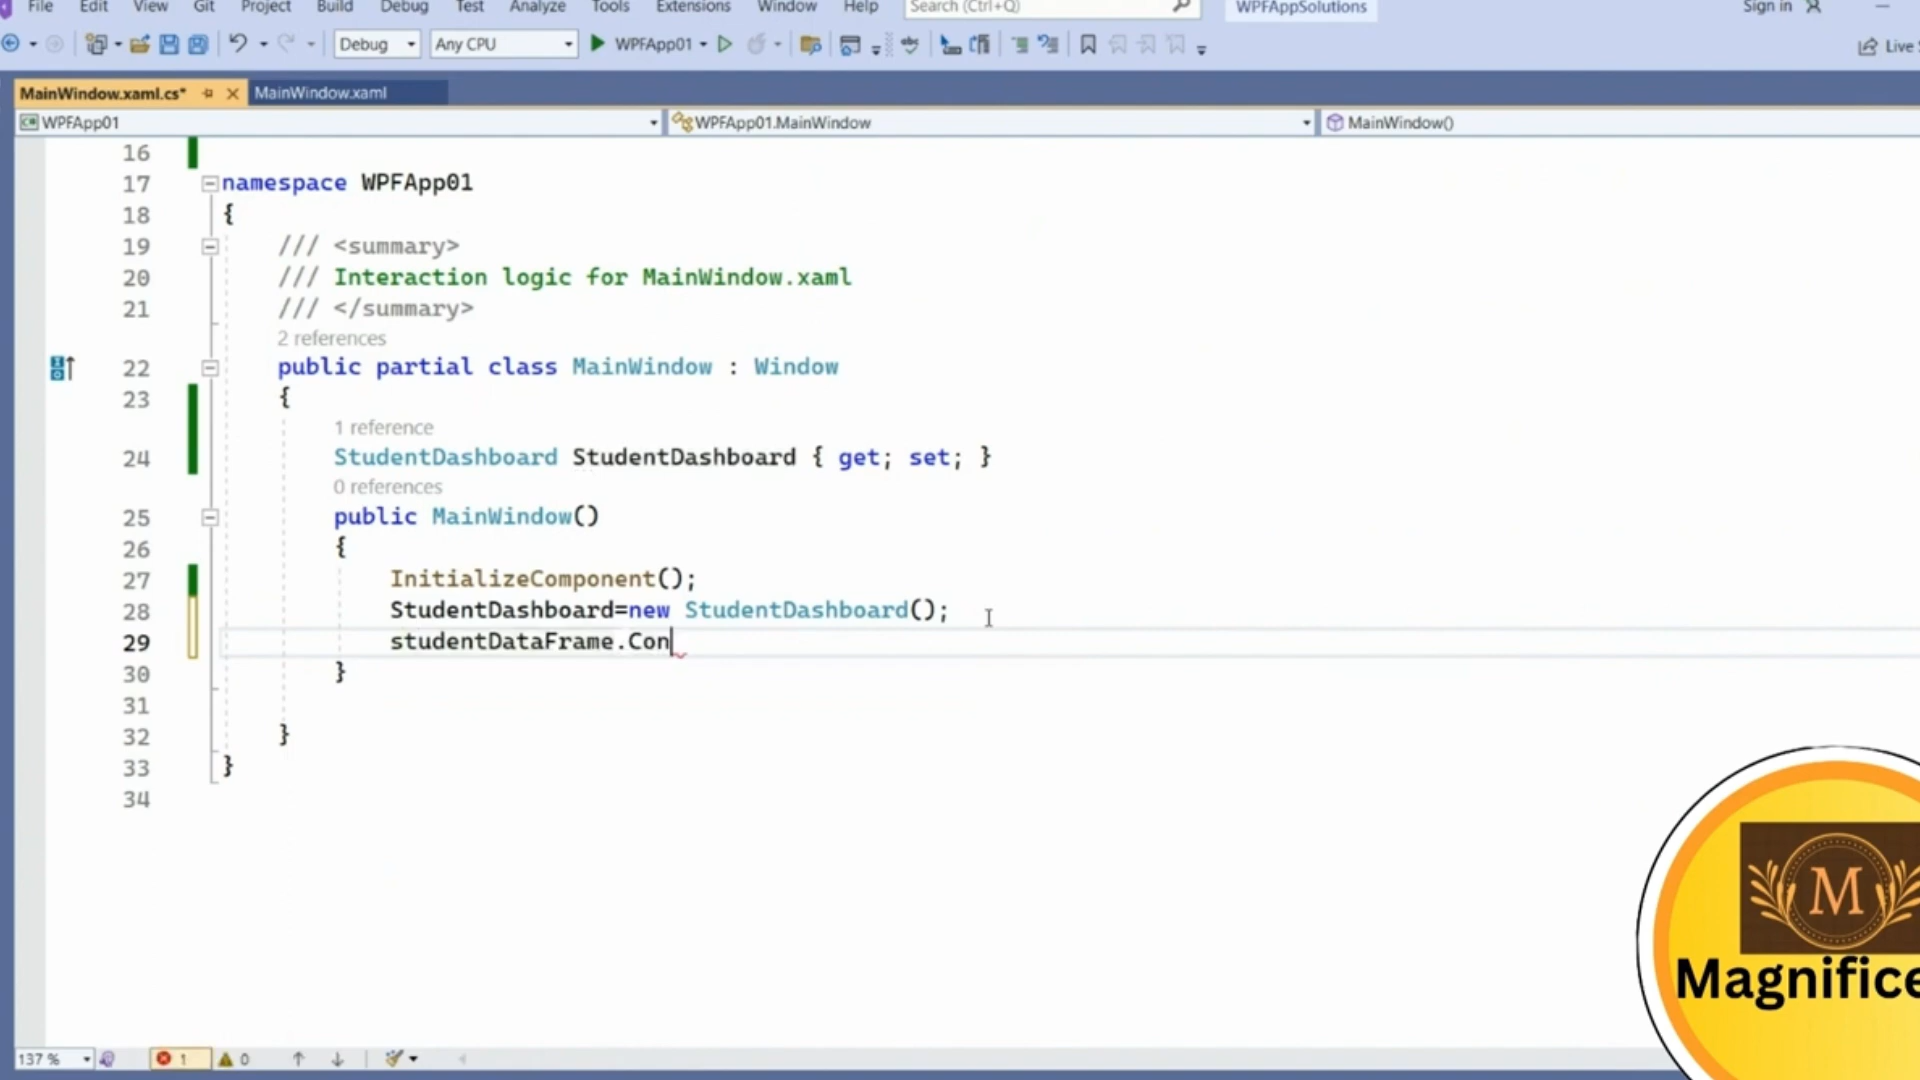 File Edit View Git Project Build Debug Test Analyze Tools Extensions Window Help Search (Ctrl+Q) WPFAppSolutions Sign in
Debug Any CPU WPFApp01 Live
MainWindow.xaml.cs* MainWindow.xaml
WPFApp01 WPFApp01.MainWindow MainWindow()
16
17 namespace WPFApp01
18 {
19 /// <summary>
20 /// Interaction logic for MainWindow.xaml
21 /// </summary>
2 references
22 public partial class MainWindow : Window
23 {
1 reference
24 StudentDashboard StudentDashboard { get; set; }
0 references
25 public MainWindow()
26 {
27 InitializeComponent();
28 StudentDashboard=new StudentDashboard();
29 studentDataFrame.Con
30 }
31
32 }
33 }
34
M
Magnifice
137 % 1 0